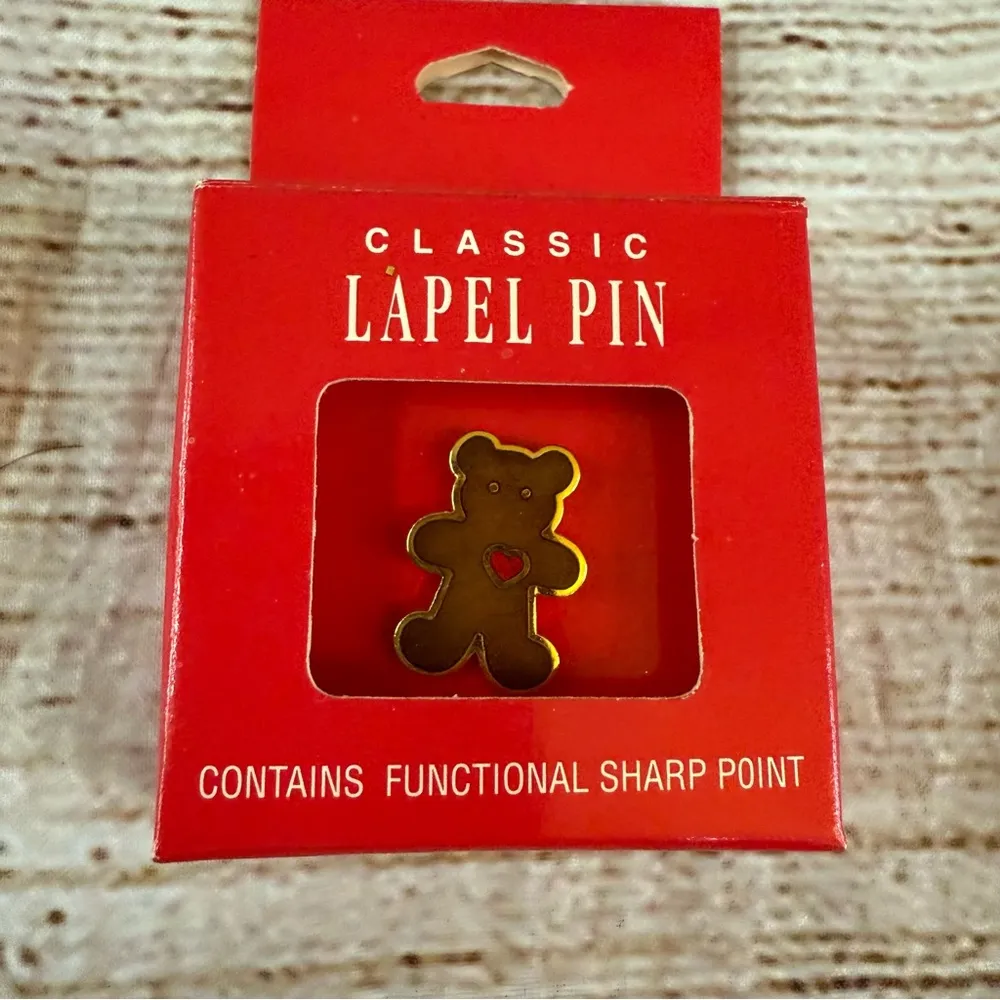 CLASSIC
LAPEL PIN
CONTAINS FUNCTIONAL SHARP POINT